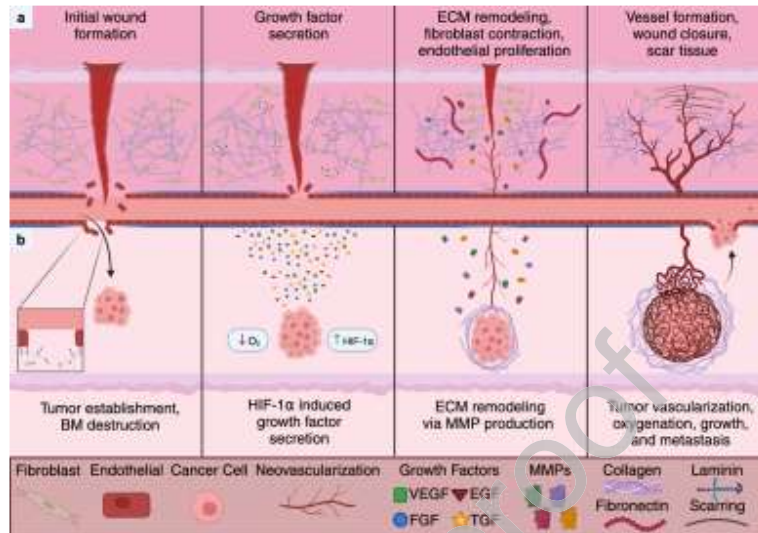 a
Initial wound
formation
Growth factor
secretion
ECM remodeling,
fibroblast contraction,
endothelial proliferation
Vessel formation,
wound closure,
scar tissue
b
↓ O₂
↑ HIF-1α
Tumor establishment,
BM destruction
HIF-1α induced
growth factor
secretion
ECM remodeling
via MMP production
Tumor vascularization,
oxygenation, growth,
and metastasis
Fibroblast
Endothelial
Cancer Cell
Neovascularization
Growth Factors
VEGF
EGF
FGF
TGF
MMPs
Collagen
Fibronectin
Laminin
Scarring